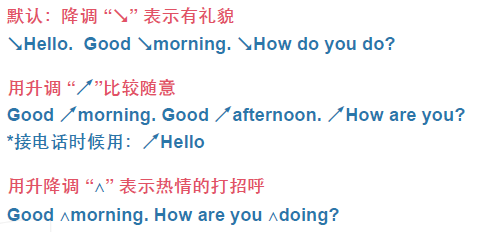 默认：降调 “↘” 表示有礼貌
↘Hello.  Good ↘morning. ↘How do you do?
用升调 “↗”比较随意
Good ↗morning. Good ↗afternoon. ↗How are you?
*接电话时候用：↗Hello
用升降调 “∧” 表示热情的打招呼
Good ∧morning. How are you ∧doing?